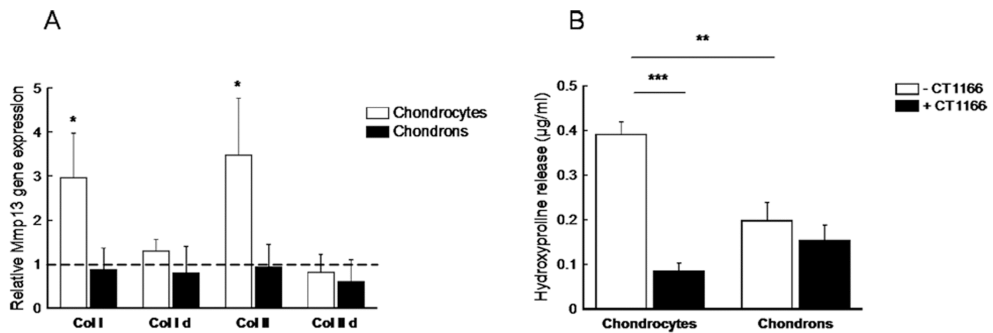 A
Relative Mmp13 gene expression
5
4
3
2
1
0
*
*
Chondrocytes
Chondrons
Col I
Col I d
Col II
Col II d
B
Hydroxyproline release (µg/ml)
0.5
0.4
0.3
0.2
0.1
0
**
***
- CT1166
+ CT1166
Chondrocytes
Chondrons